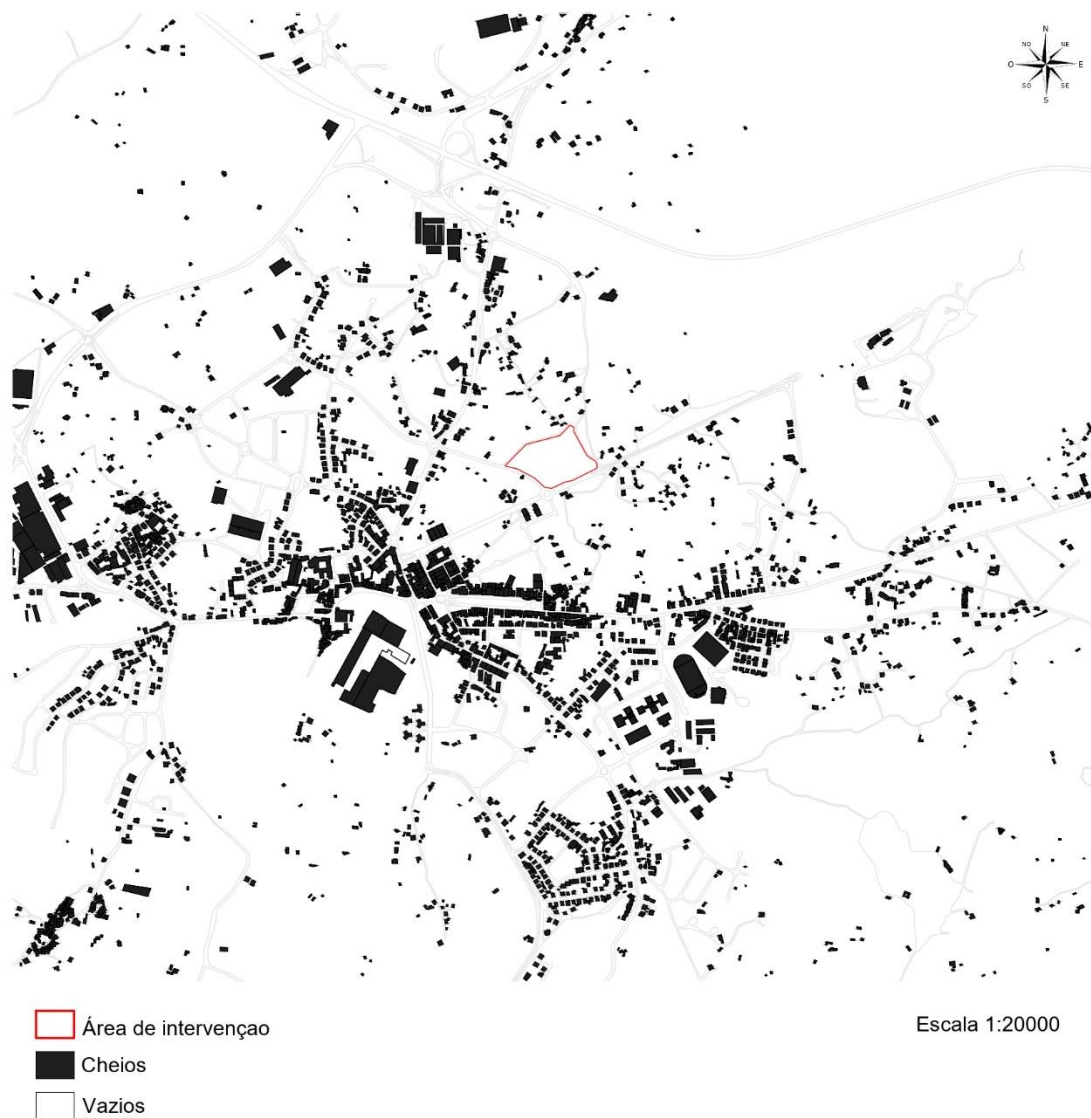 N
NO NE
O E
SO SE
S
Área de intervençao
Escala 1:20000
Cheios
Vazios